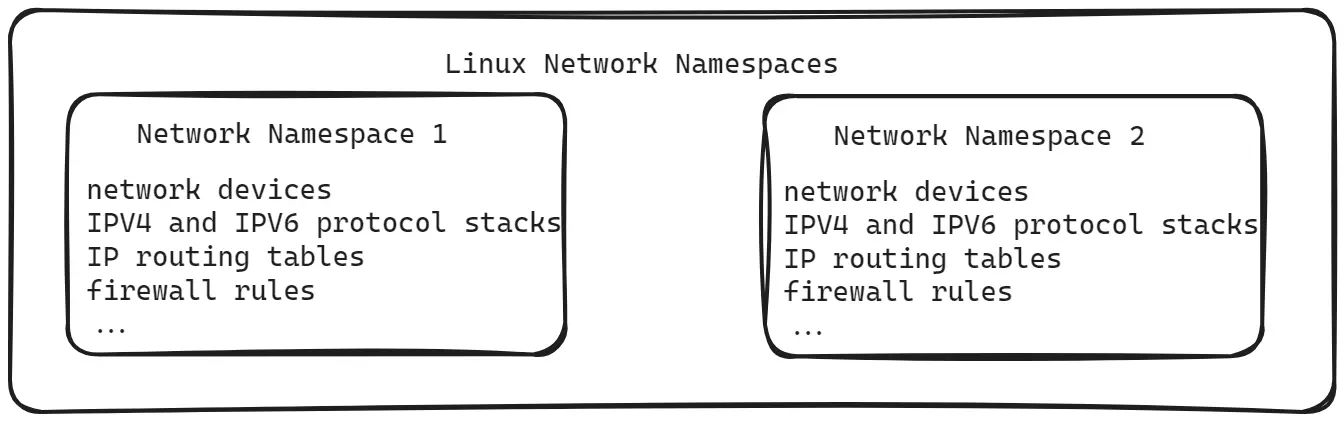 Linux Network Namespaces
Network Namespace 1
network devices
IPV4 and IPV6 protocol stacks
IP routing tables
firewall rules
...
Network Namespace 2
network devices
IPV4 and IPV6 protocol stacks
IP routing tables
firewall rules
...